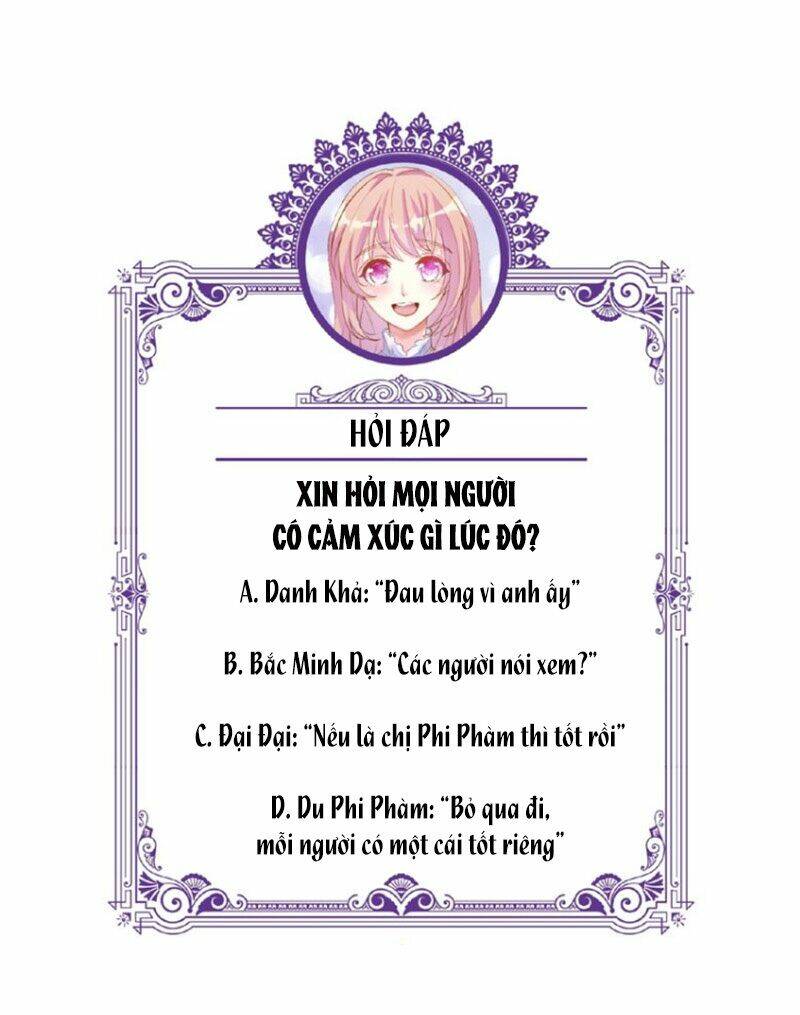 HỎI ĐÁP
XIN HỎI MỌI NGƯỜI
CÓ CẢM XÚC GÌ LÚC ĐÓ?
A. Danh Khả: “Đau lòng vì anh ấy”
B. Bắc Minh Dạ: “Các người nói xem?”
C. Đại Đại: “Nếu là chị Phi Phàm thì tốt rồi”
D. Du Phi Phàm: “Bỏ qua đi,
mỗi người có một cái tốt riêng”